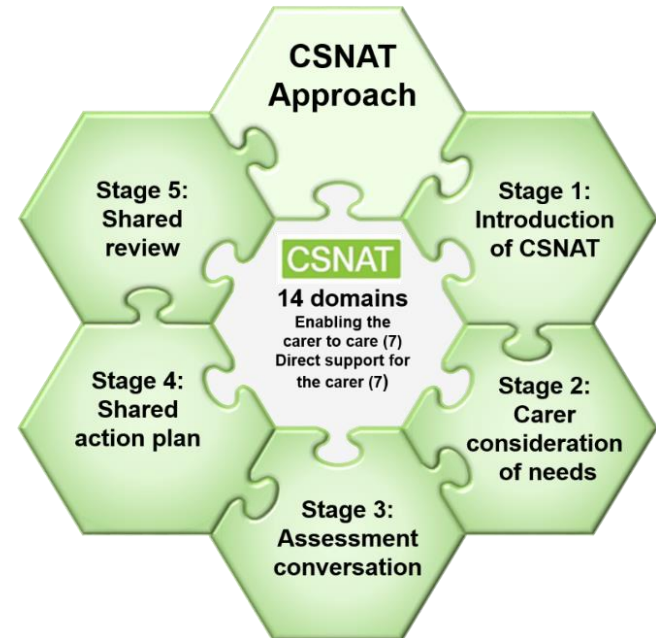 CSNAT
Approach
Stage 1:
Introduction
of CSNAT
Stage 2:
Carer
consideration
of needs
Stage 3:
Assessment
conversation
Stage 4:
Shared
action plan
Stage 5:
Shared
review
CSNAT
14 domains
Enabling the
carer to care (7)
Direct support for
the carer (7)